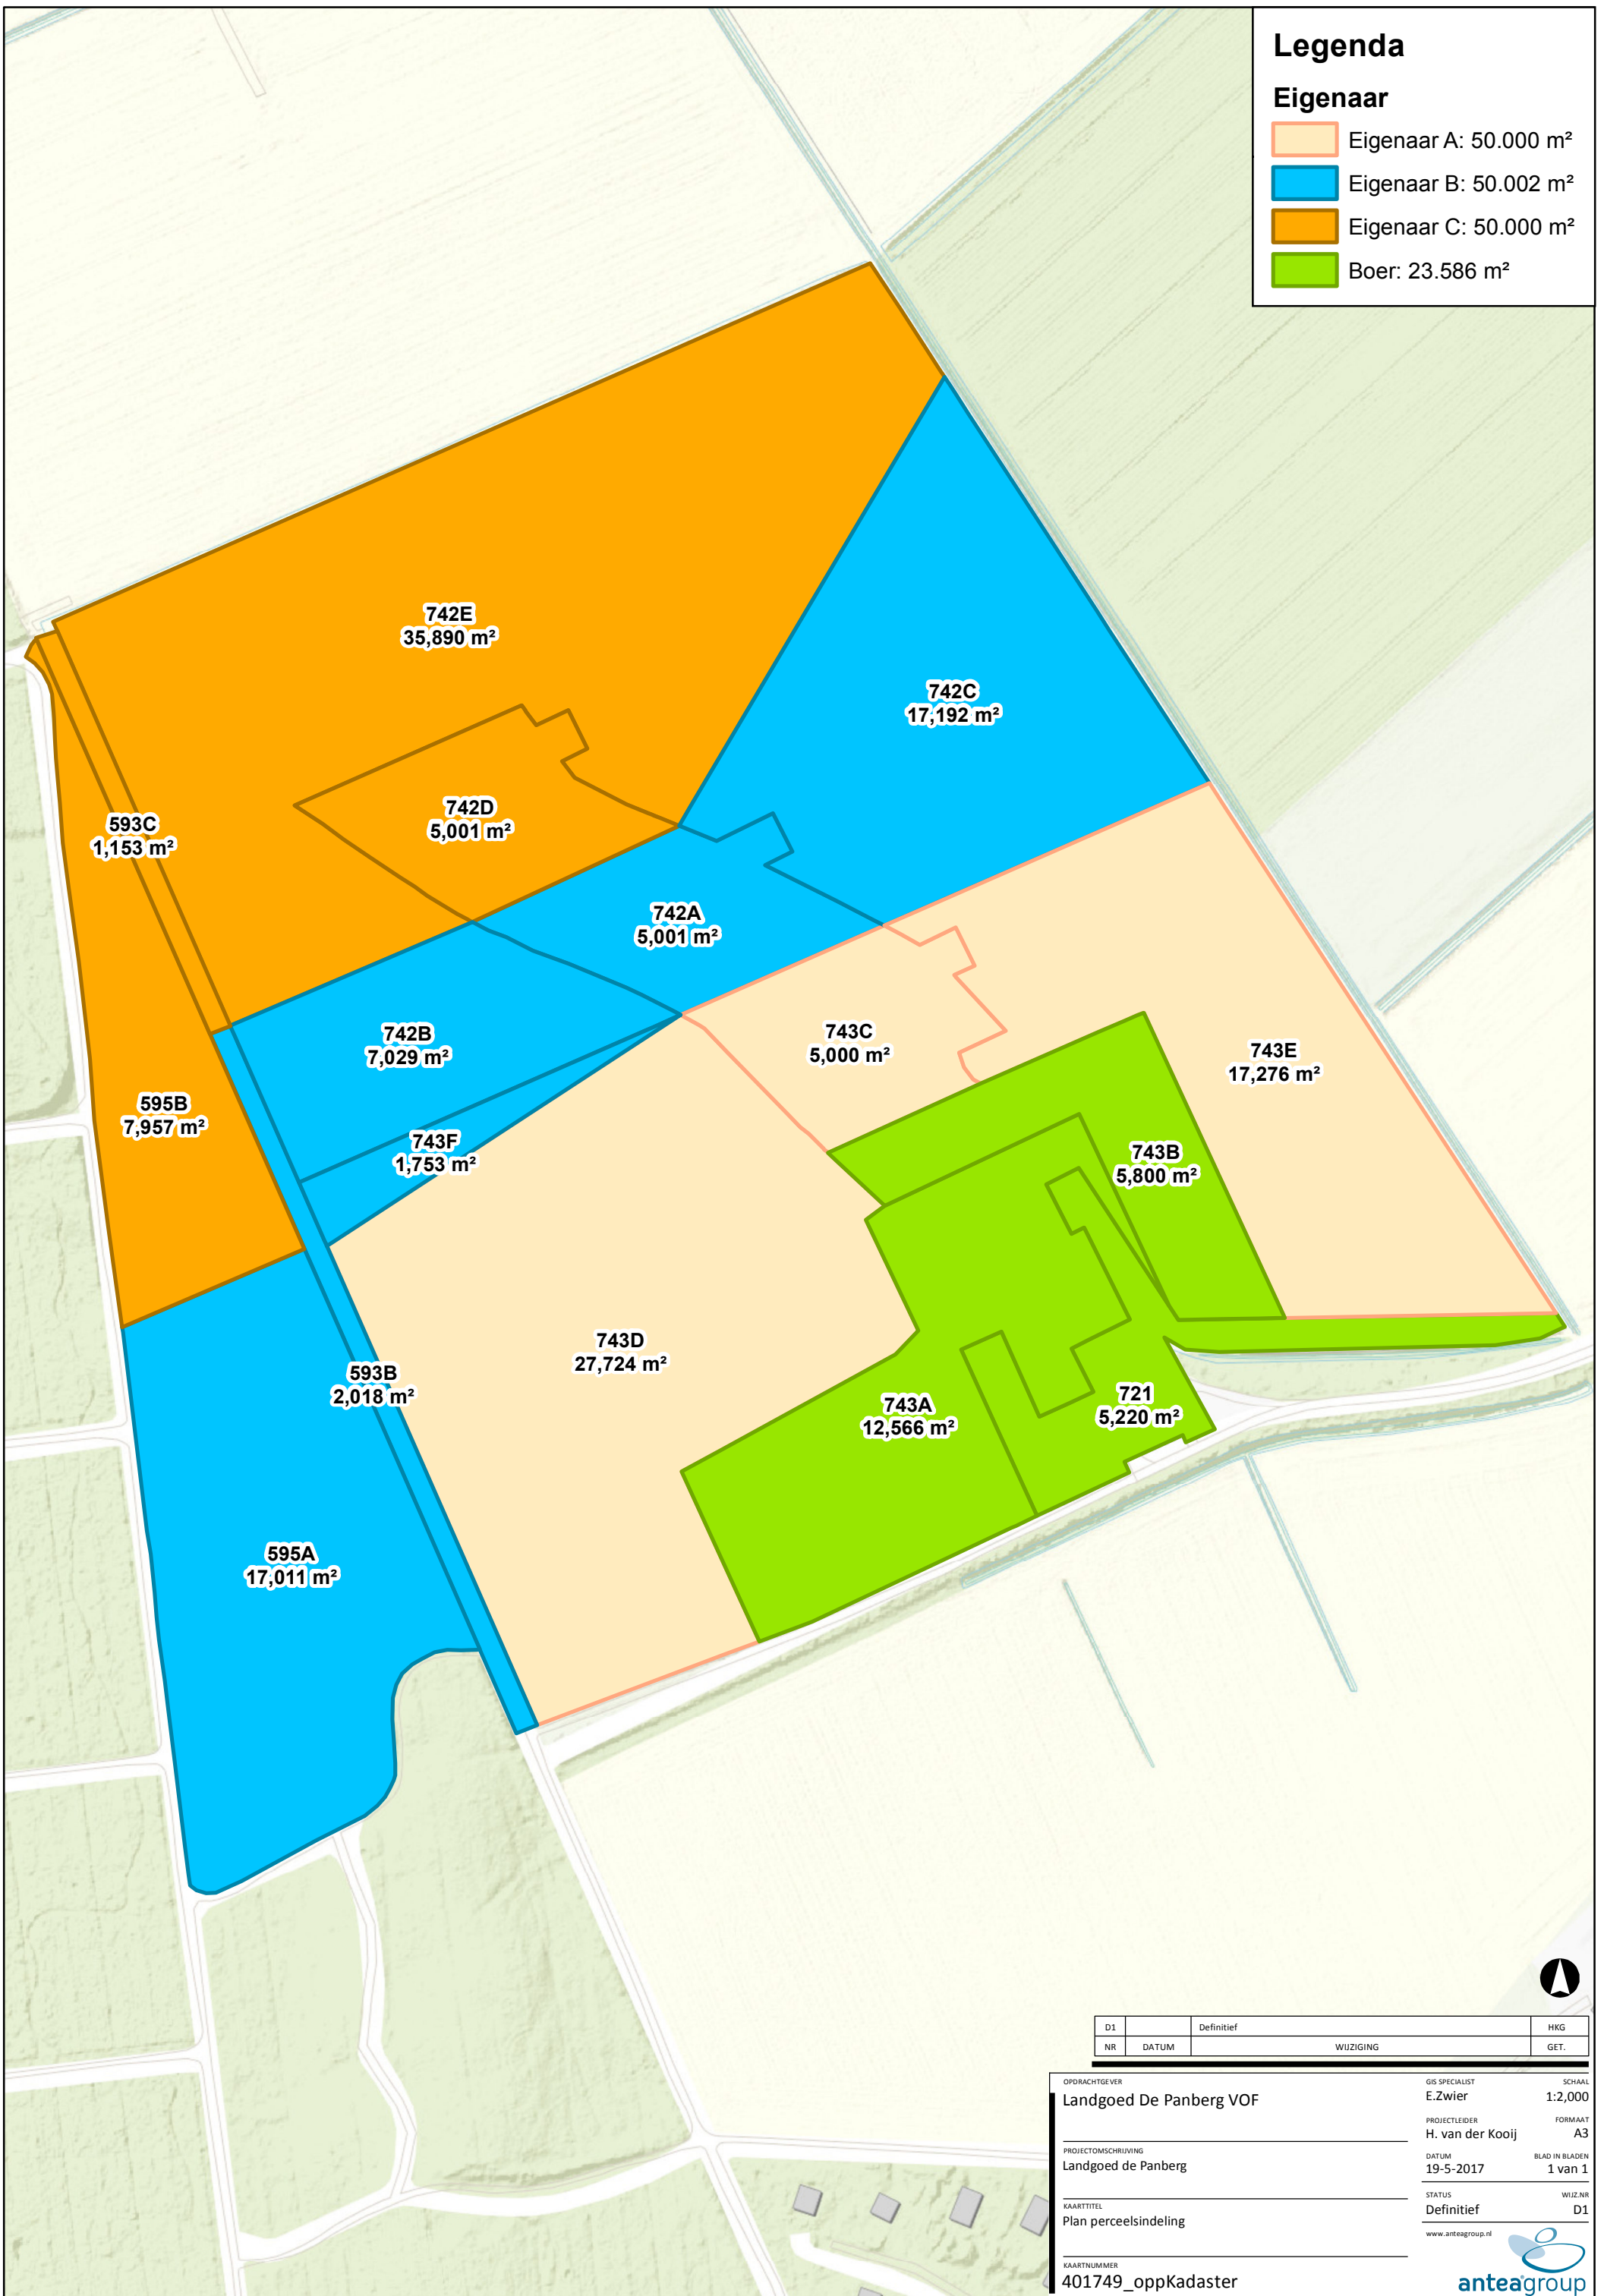 Legenda
Eigenaar
Eigenaar A: 50.000 m²
Eigenaar B: 50.002 m²
Eigenaar C: 50.000 m²
Boer: 23.586 m²
742E
35,890 m²
742C
17,192 m²
742D
5,001 m²
593C
1,153 m²
742A
5,001 m²
742B
7,029 m²
743C
5,000 m²
743E
17,276 m²
595B
7,957 m²
743F
1,753 m²
743B
5,800 m²
743D
27,724 m²
593B
2,018 m²
743A
12,566 m²
721
5,220 m²
595A
17,011 m²
D1 Definitief HKG
NR DATUM WIJZIGING GET.
OPDRACHTGEVER
Landgoed De Panberg VOF
PROJECTOMSCHRIJVING
Landgoed de Panberg
KAARTTITEL
Plan perceelsindeling
KAARTNUMMER
401749_oppKadaster
GIS SPECIALIST SCHAAL
E.Zwier 1:2,000
PROJECTLEIDER FORMAAT
H. van der Kooij A3
DATUM BLAD IN BLADEN
19-5-2017 1 van 1
STATUS WIJZ.NR
Definitief D1
www.anteagroup.nl
anteagroup